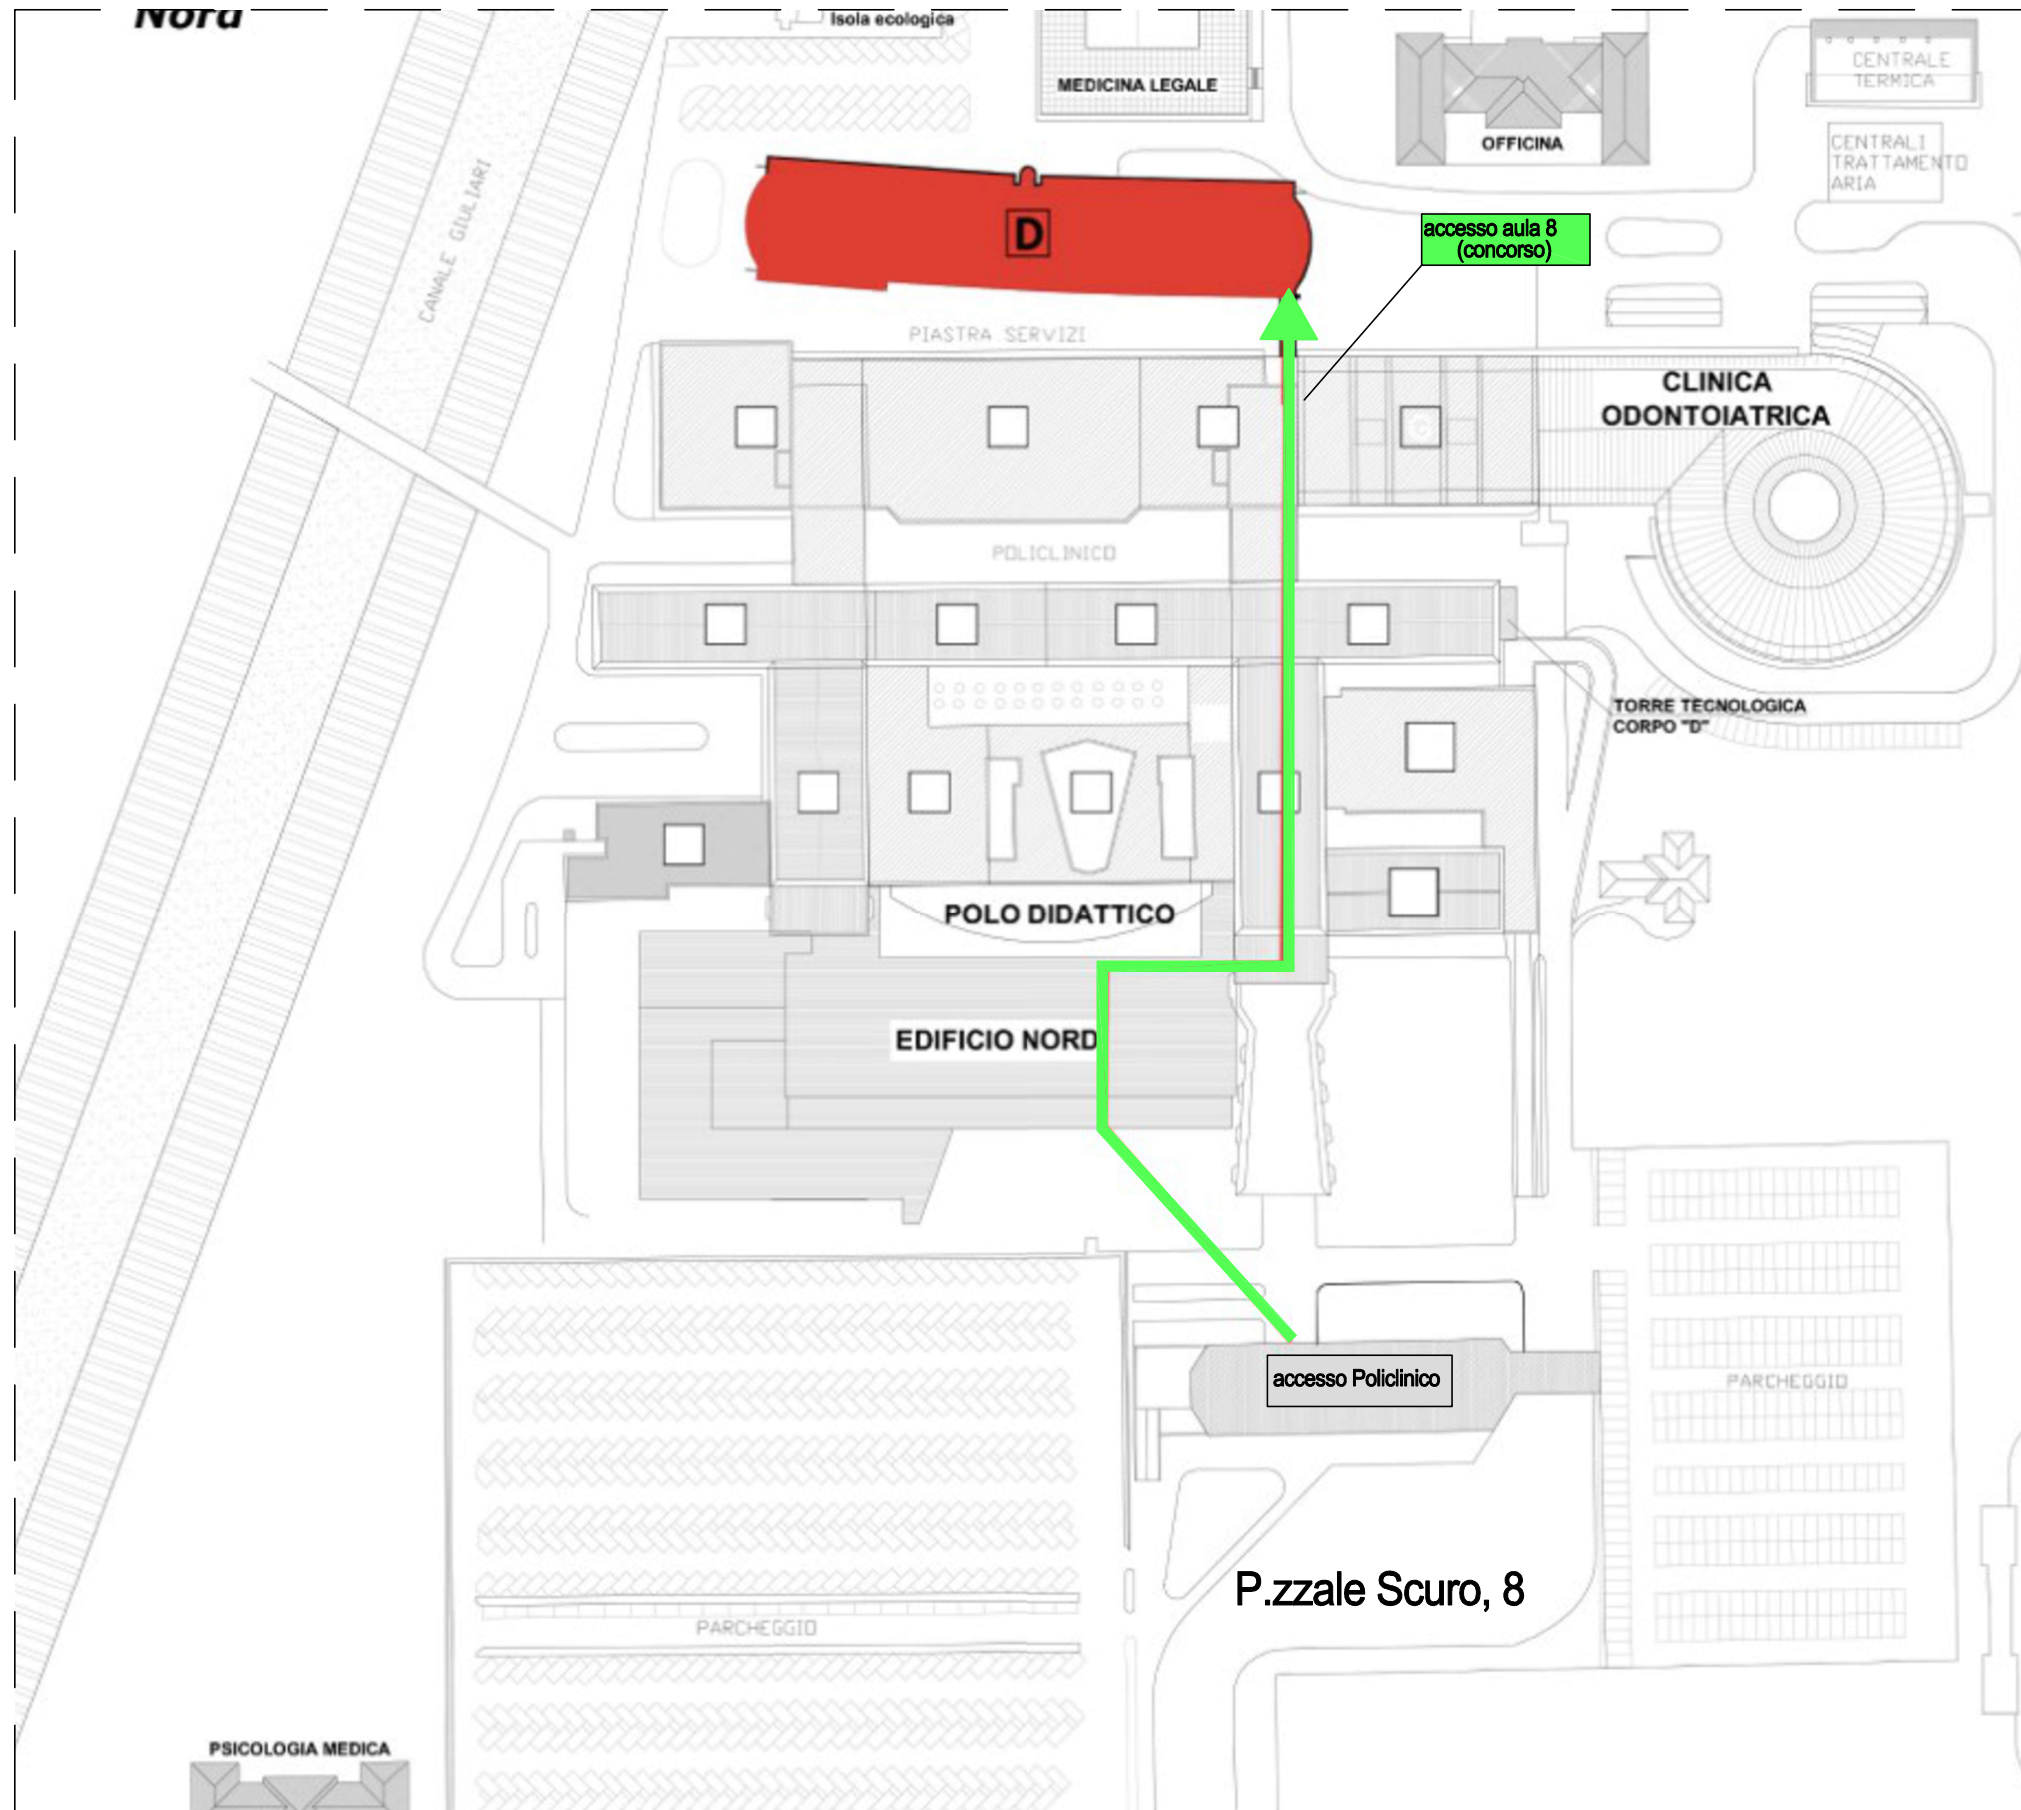 Nord
Isola ecologica
MEDICINA LEGALE
OFFICINA
CENTRALE
TERMICA
CENTRALI
TRATTAMENTO
ARIA
CANALE GIULIARI
D
accesso aula 8
(concorso)
PIASTRA SERVIZI
CLINICA
ODONTOIATRICA
POLICLINICO
TORRE TECNOLOGICA
CORPO "D"
POLO DIDATTICO
EDIFICIO NORD
accesso Policlinico
PARCHEGGIO
P.zzale Scuro, 8
PARCHEGGIO
PSICOLOGIA MEDICA